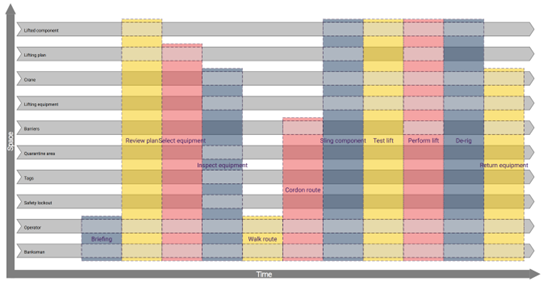 Lifted component
Lifting plan
Crane
Lifting equipment
Barriers
Quarantine area
Tags
Safety lockout
Operator
Banksman
Space
Time
Briefing
Review plan
Select equipment
Inspect equipment
Walk route
Cordon route
Sling component
Test lift
Perform lift
De-rig
Return equipment